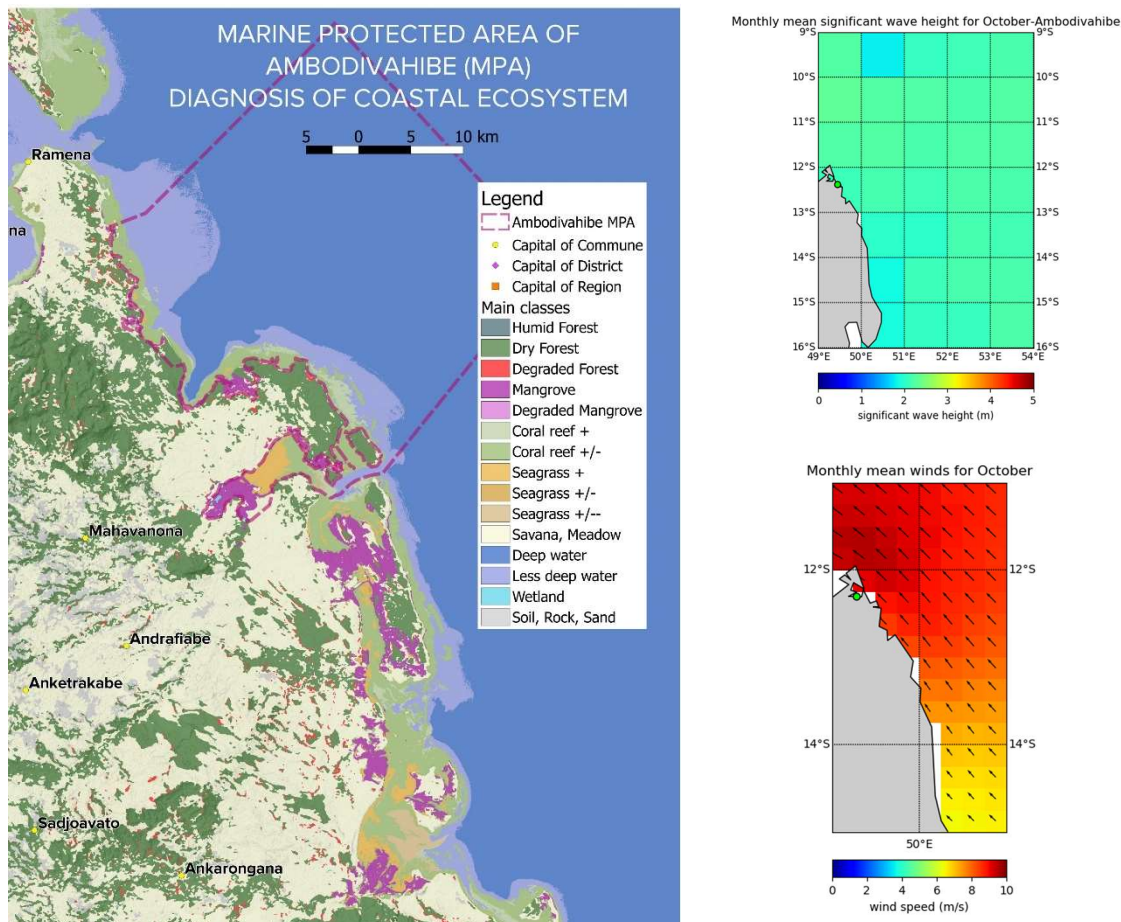 MARINE PROTECTED AREA OF
AMBODIVAHIBE (MPA)
DIAGNOSIS OF COASTAL ECOSYSTEM
5 0 5 10 km
Ramena
na
Mahavanona
Andrafiabe
Anketrakabe
Sadjoavato
Ankarongana
Legend
Ambodivahibe MPA
Capital of Commune
Capital of District
Capital of Region
Main classes
Humid Forest
Dry Forest
Degraded Forest
Mangrove
Degraded Mangrove
Coral reef +
Coral reef +/-
Seagrass +
Seagrass +/-
Seagrass +/--
Savana, Meadow
Deep water
Less deep water
Wetland
Soil, Rock, Sand
Monthly mean significant wave height for October-Ambodivahibe
9°S 9°S
10°S 10°S
11°S 11°S
12°S 12°S
13°S 13°S
14°S 14°S
15°S 15°S
16°S 16°S
49°E 50°E 51°E 52°E 53°E 54°E
0 1 2 3 4 5
significant wave height (m)
Monthly mean winds for October
12°S 12°S
14°S 14°S
50°E
0 2 4 6 8 10
wind speed (m/s)